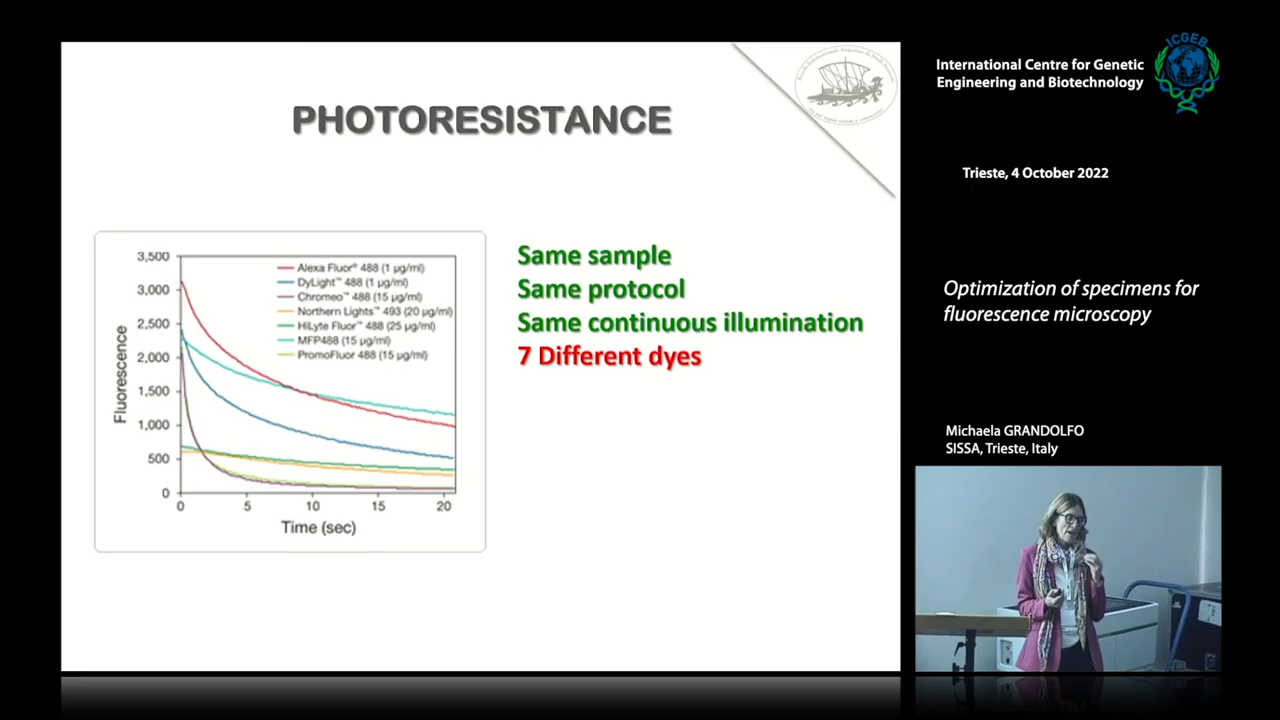 PHOTORESISTANCE
3,500
3,000
2,500
2,000
1,500
1,000
500
0
Fluorescence
Alexa Fluor® 488 (1 µg/ml)
DyLight™ 488 (1 µg/ml)
Chromeo™ 488 (15 µg/ml)
Northern Lights™ 493 (20 µg/ml)
HiLyte Fluor™ 488 (25 µg/ml)
MFP488 (15 µg/ml)
PromoFluor 488 (15 µg/ml)
0 5 10 15 20
Time (sec)
Same sample
Same protocol
Same continuous illumination
7 Different dyes
International Centre for Genetic
Engineering and Biotechnology
ICGEB
Trieste, 4 October 2022
Optimization of specimens for
fluorescence microscopy
Michaela GRANDOLFO
SISSA, Trieste, Italy